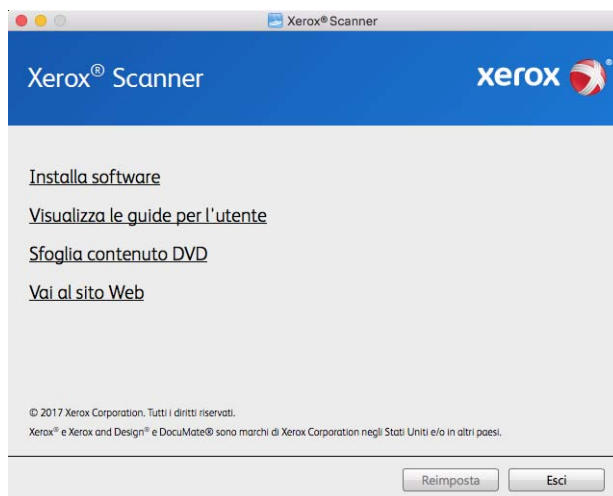 Xerox® Scanner
Xerox® Scanner
xerox ®
Installa software
Visualizza le guide per l'utente
Sfoglia contenuto DVD
Vai al sito Web
© 2017 Xerox Corporation. Tutti i diritti riservati.
Xerox® e Xerox and Design® e DocuMate® sono marchi di Xerox Corporation negli Stati Uniti e/o in altri paesi.
Reimposta Esci